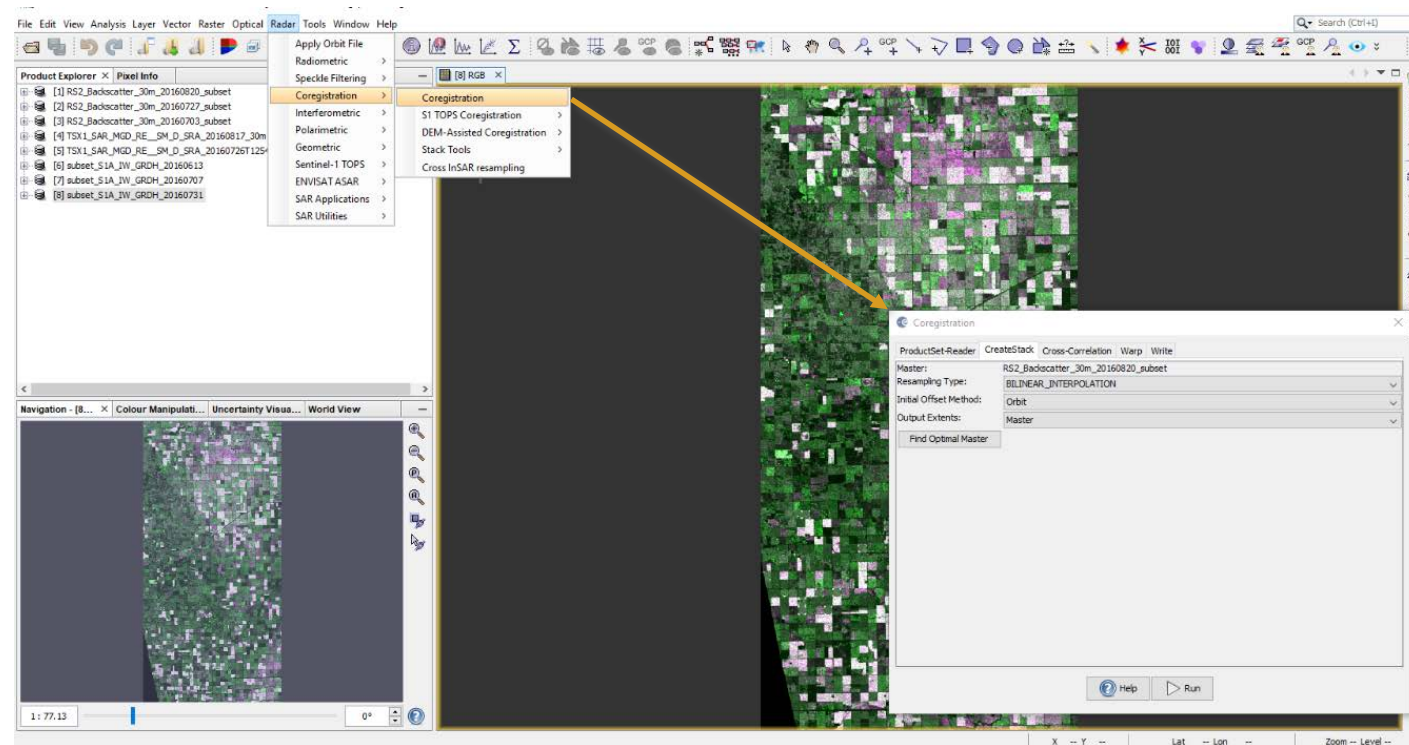 File Edit View Analysis Layer Vector Raster Optical Radar Tools Window Help
Search (Ctrl+I)
Product Explorer × Pixel Info
[1] RS2_Backscatter_30m_20160820_subset
[2] RS2_Backscatter_30m_20160727_subset
[3] RS2_Backscatter_30m_20160703_subset
[4] TSX1_SAR_MGD_RE__SM_D_SRA_20160817_30m
[5] TSX1_SAR_MGD_RE__SM_D_SRA_20160726T1254
[6] subset_S1A_IW_GRDH_20160613
[7] subset_S1A_IW_GRDH_20160707
[8] subset_S1A_IW_GRDH_20160731
Apply Orbit File
Radiometric
Speckle Filtering
Coregistration
Interferometric
Polarimetric
Geometric
Sentinel-1 TOPS
ENVISAT ASAR
SAR Applications
SAR Utilities
Coregistration
S1 TOPS Coregistration
DEM-Assisted Coregistration
Stack Tools
Cross InSAR resampling
[8] RGB ×
Coregistration
ProductSet-Reader CreateStack Cross-Correlation Warp Write
Master: RS2_Backscatter_30m_20160820_subset
Resampling Type: BILINEAR_INTERPOLATION
Initial Offset Method: Orbit
Output Extents: Master
Find Optimal Master
Help Run
Navigation - [8... × Colour Manipulati... Uncertainty Visua... World View
1 : 77.13 0°
X -- Y -- Lat -- Lon -- Zoom -- Level --